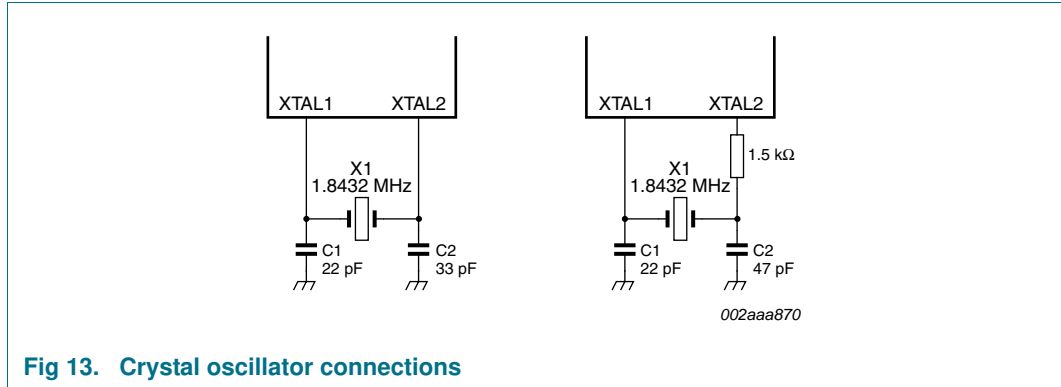 XTAL1 XTAL2
X1
1.8432 MHz
C1
22 pF
C2
33 pF
XTAL1 XTAL2
1.5 kΩ
X1
1.8432 MHz
C1
22 pF
C2
47 pF
002aaa870
Fig 13. Crystal oscillator connections